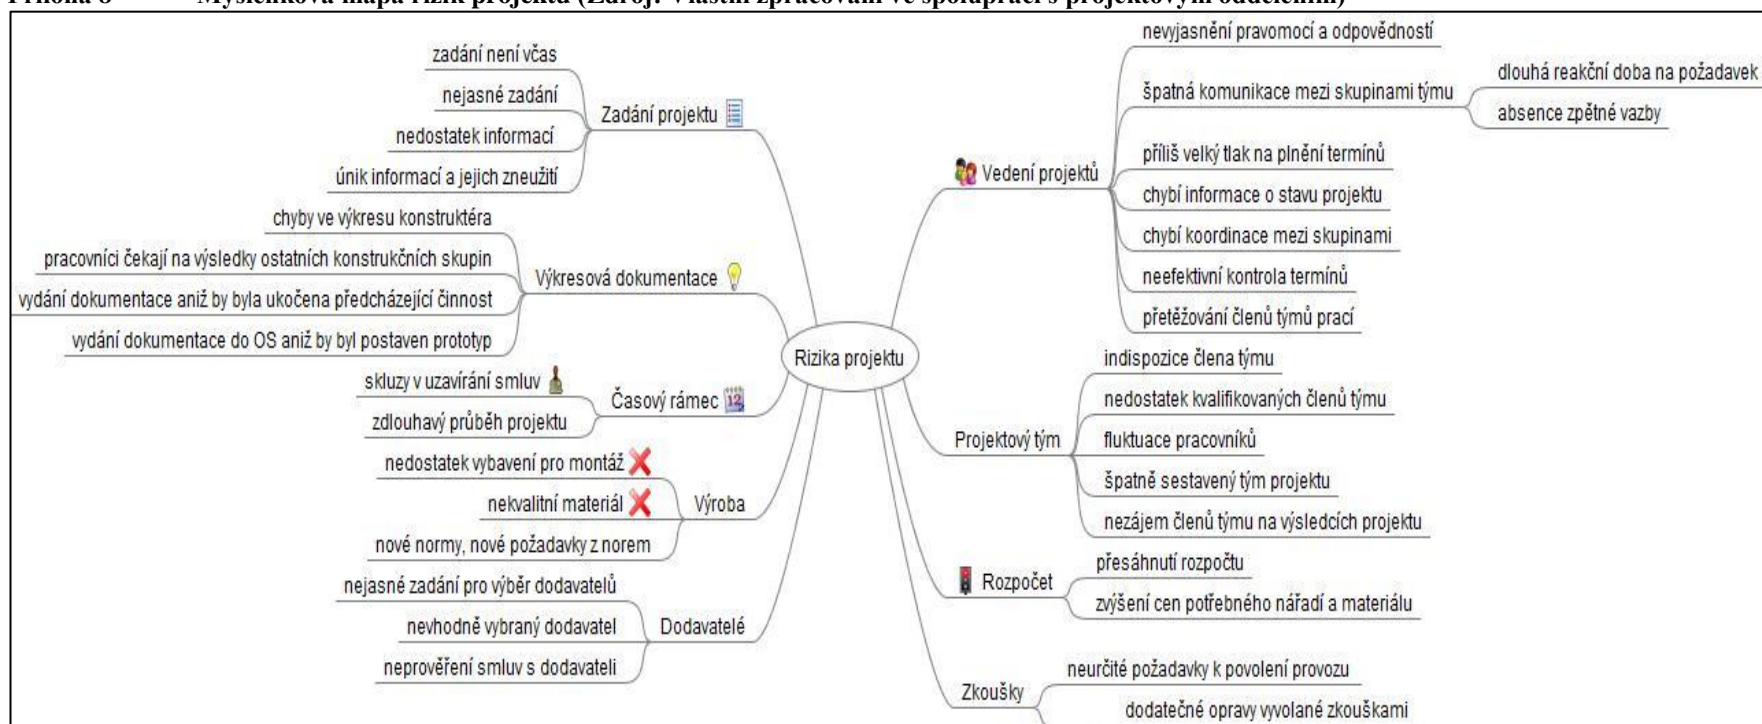 Příloha 8 Myšlenková mapa rizik projektu (Zdroj: Vlastní zpracování ve spolupráci s projektovým oddělením)
zadání není včas
nejasné zadání
nedostatek informací
únik informací a jejich zneužití
Zadání projektu
chyby ve výkresu konstruktéra
pracovníci čekají na výsledky ostatních konstrukčních skupin
vydání dokumentace aniž by byla ukočena předcházející činnost
vydání dokumentace do OS aniž by byl postaven prototyp
Výkresová dokumentace
skluzy v uzavírání smluv
zdlouhavý průběh projektu
Časový rámec
12
nedostatek vybavení pro montáž
nekvalitní materiál
nové normy, nové požadavky z norem
Výroba
nejasné zadání pro výběr dodavatelů
nevhodně vybraný dodavatel
neprověření smluv s dodavateli
Dodavatelé
Rizika projektu
Vedení projektů
nevyjasnění pravomocí a odpovědností
špatná komunikace mezi skupinami týmu
dlouhá reakční doba na požadavek
absence zpětné vazby
příliš velký tlak na plnění termínů
chybí informace o stavu projektu
chybí koordinace mezi skupinami
neefektivní kontrola termínů
přetěžování členů týmů prací
Projektový tým
indispozice člena týmu
nedostatek kvalifikovaných členů týmu
fluktuace pracovníků
špatně sestavený tým projektu
nezájem členů týmu na výsledcích projektu
Rozpočet
přesáhnutí rozpočtu
zvýšení cen potřebného nářadí a materiálu
Zkoušky
neurčité požadavky k povolení provozu
dodatečné opravy vyvolané zkouškami